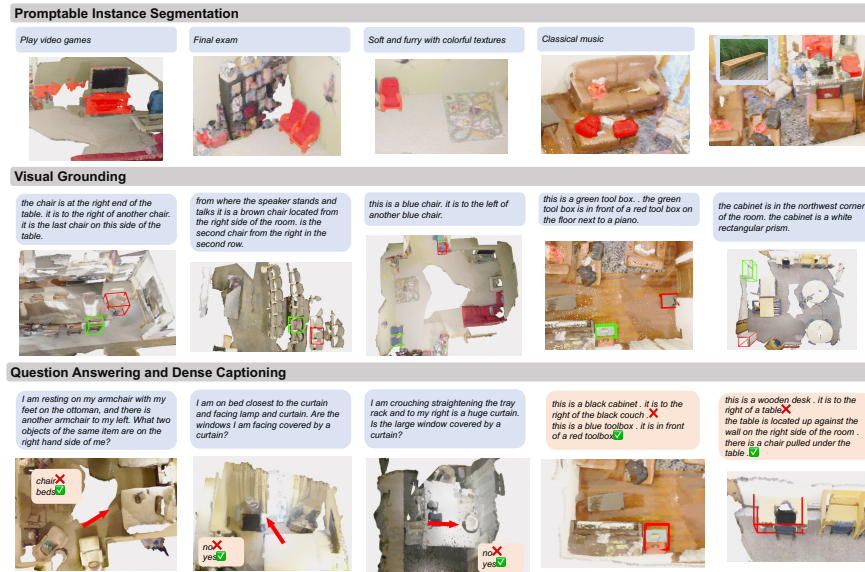 Promptable Instance Segmentation
Play video games
Final exam
Soft and furry with colorful textures
Classical music
Visual Grounding
the chair is at the right end of the
table. it is to the right of another chair.
it is the last chair on this side of the
table.
from where the speaker stands and
talks it is a brown chair located from
the right side of the room. is the
second chair from the right in the
second row.
this is a blue chair. it is to the left of
another blue chair.
this is a green tool box. . the green
tool box is in front of a red tool box on
the floor next to a piano.
the cabinet is in the northwest corner
of the room. the cabinet is a white
rectangular prism.
Question Answering and Dense Captioning
I am resting on my armchair with my
feet on the ottoman, and there is
another armchair to my left. What two
objects of the same item are on the
right hand side of me?
chair
beds
I am on bed closest to the curtain
and facing lamp and curtain. Are the
windows I am facing covered by a
curtain?
no
yes
I am crouching straightening the tray
rack and to my right is a huge curtain.
Is the large window covered by a
curtain?
no
yes
this is a black cabinet . it is to the
right of the black couch .
this is a blue toolbox . it is in front
of a red toolbox
this is a wooden desk . it is to the
right of a table
the table is located up against the
wall on the right side of the room .
there is a chair pulled under the
table .